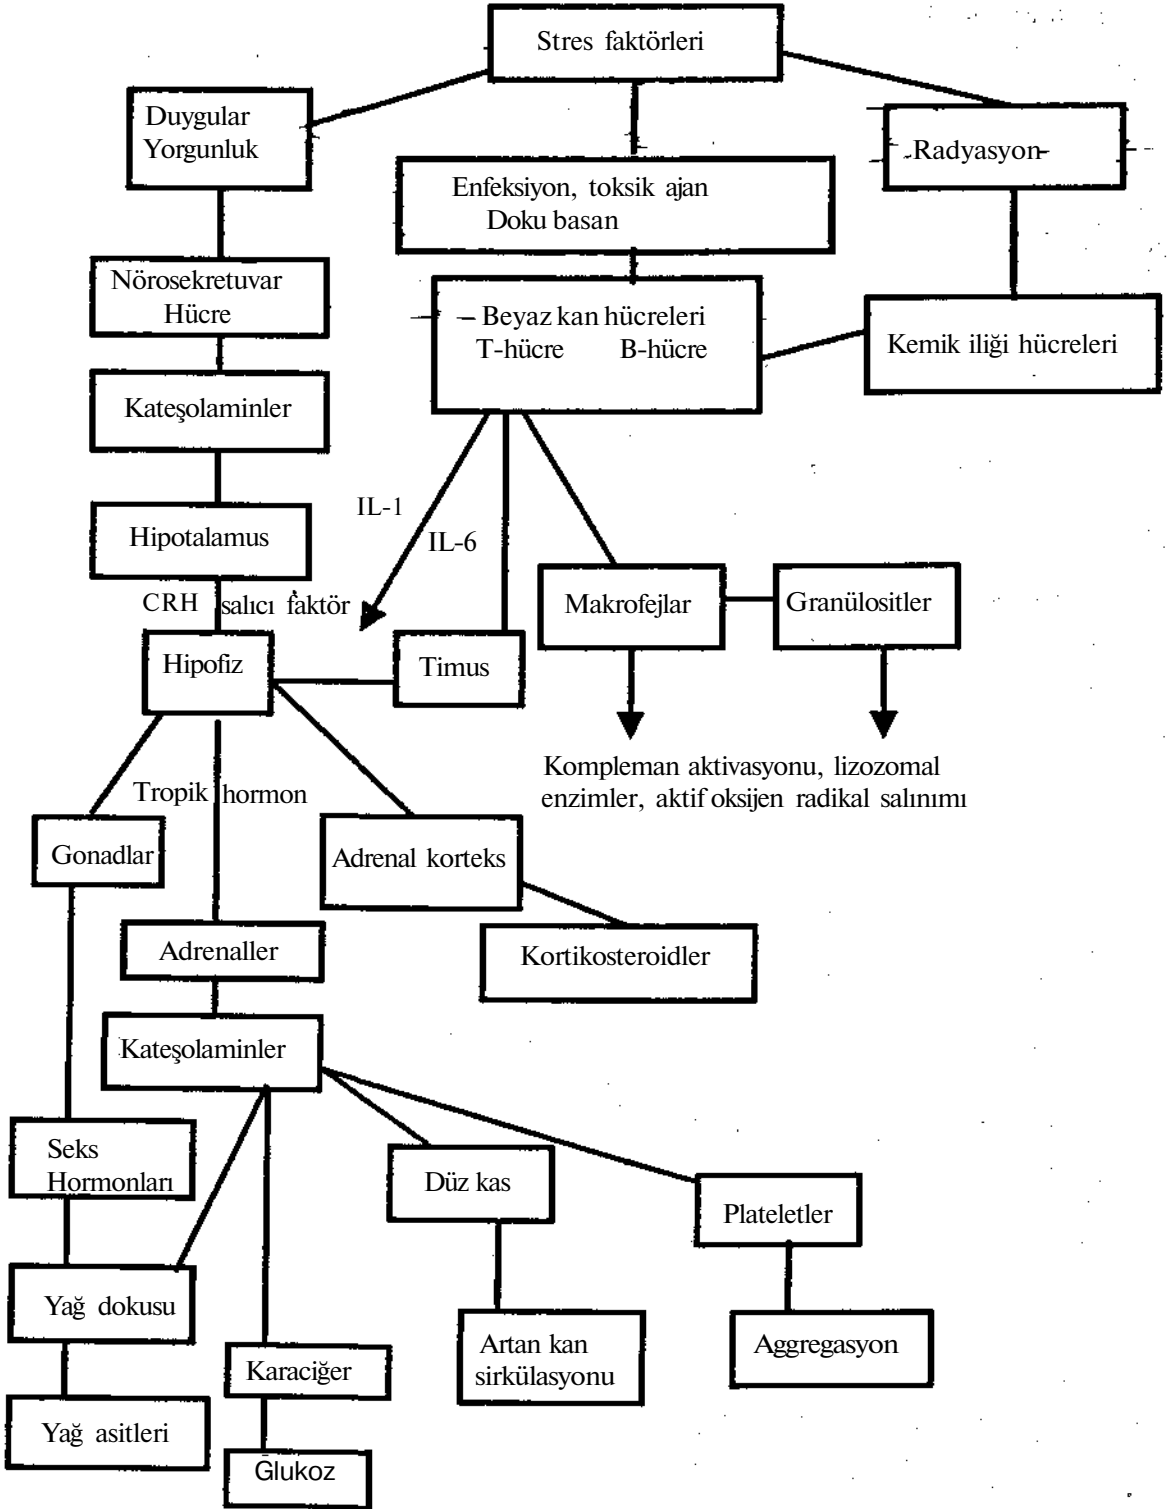 Stres faktörleri
Duygular
Yorgunluk
Enfeksiyon, toksik ajan
Doku basan
Radyasyon
Nörosekretuvar
Hücre
Beyaz kan hücreleri
T-hücre B-hücre
Kemik iliği hücreleri
Kateşolaminler
Hipotalamus
IL-1
IL-6
CRH salıcı faktör
Hipofiz
Timus
Makrofejlar
Granülositler
Kompleman aktivasyonu, lizozomal
enzimler, aktif oksijen radikal salınımı
Tropik hormon
Gonadlar
Adrenal korteks
Adrenaller
Kortikosteroidler
Kateşolaminler
Seks
Hormonları
Düz kas
Plateletler
Yağ dokusu
Karaciğer
Artan kan
sirkülasyonu
Aggregasyon
Yağ asitleri
Glukoz